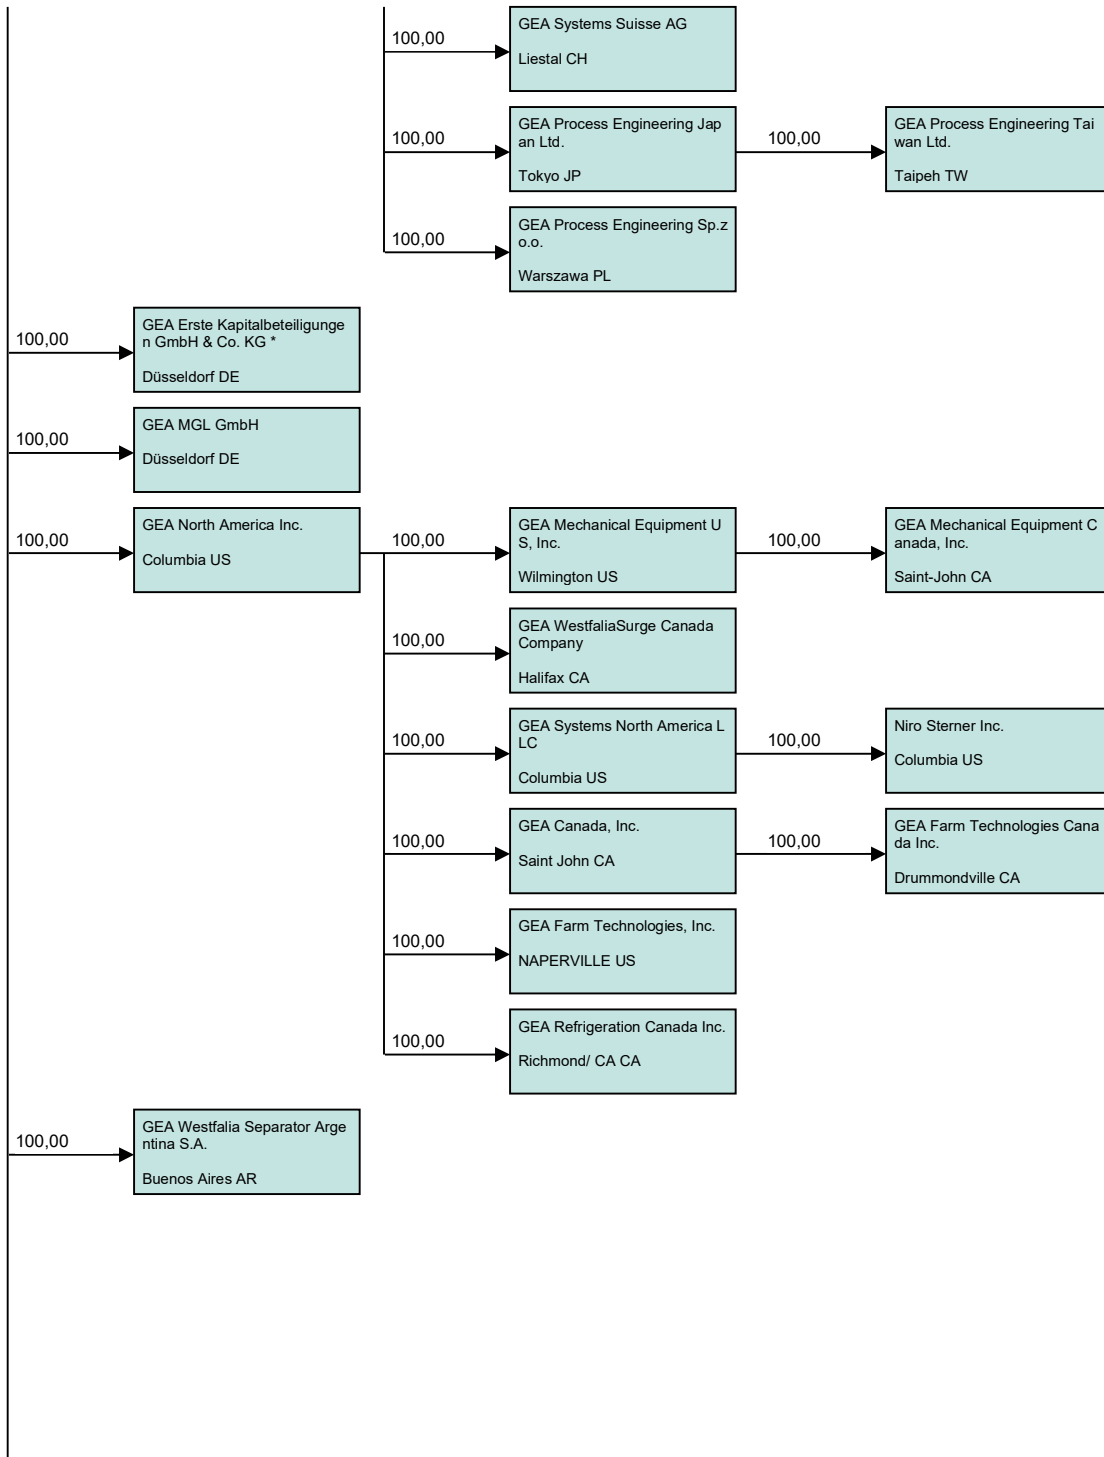 100,00
GEA Systems Suisse AG
Liestal CH
100,00
GEA Process Engineering Jap
an Ltd.
Tokyo JP
100,00
GEA Process Engineering Tai
wan Ltd.
Taipeh TW
100,00
GEA Process Engineering Sp.z
o.o.
Warszawa PL
100,00
GEA Erste Kapitalbeteiligunge
n GmbH & Co. KG *
Düsseldorf DE
100,00
GEA MGL GmbH
Düsseldorf DE
100,00
GEA North America Inc.
Columbia US
100,00
GEA Mechanical Equipment U
S, Inc.
Wilmington US
100,00
GEA Mechanical Equipment C
anada, Inc.
Saint-John CA
100,00
GEA WestfaliaSurge Canada
Company
Halifax CA
100,00
GEA Systems North America L
LC
Columbia US
100,00
Niro Sterner Inc.
Columbia US
100,00
GEA Canada, Inc.
Saint John CA
100,00
GEA Farm Technologies Cana
da Inc.
Drummondville CA
100,00
GEA Farm Technologies, Inc.
NAPERVILLE US
100,00
GEA Refrigeration Canada Inc.
Richmond/ CA CA
100,00
GEA Westfalia Separator Arge
ntina S.A.
Buenos Aires AR